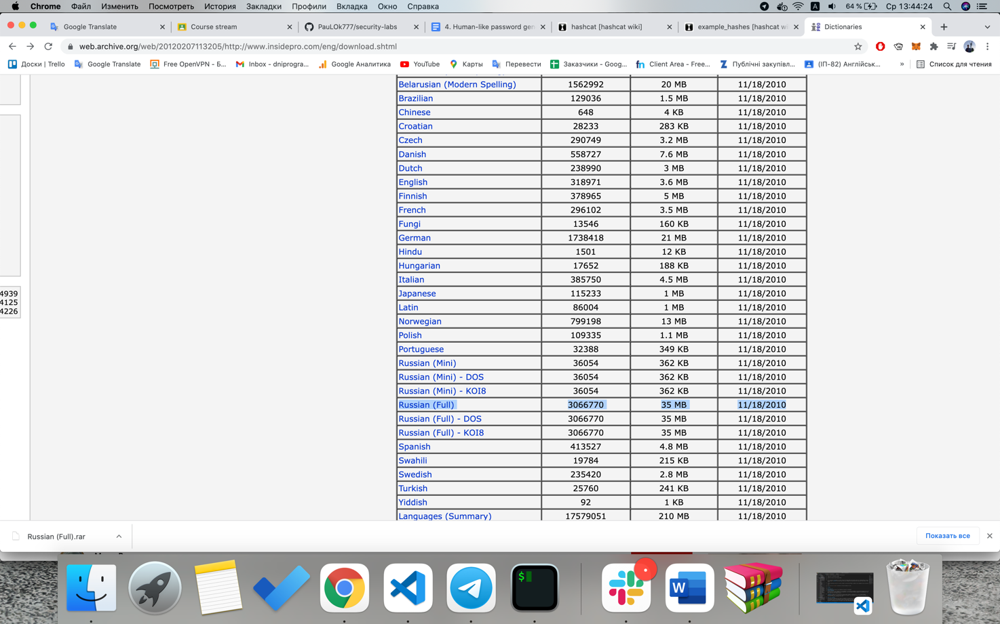 Chrome Файл Изменить Посмотреть История Закладки Профили Вкладка Окно Справка A 64 % Ср 13:44:24
Google Translate Course stream PauLOk777/security-labs 4. Human-like password gen hashcat [hashcat wiki] example_hashes [hashcat wi Dictionaries
web.archive.org/web/20120207113205/http://www.insidepro.com/eng/download.shtml
Доски | Trello Google Translate Free OpenVPN - Б... Inbox - dniprogra... Google Аналитика YouTube Карты Перевести Заказчики - Goog... Client Area - Free... Публічні закупівл... (ІП-82) Англійськ... » Список для чтения
Belarusian (Modern Spelling) 1562992 20 MB 11/18/2010
Brazilian 129036 1.5 MB 11/18/2010
Chinese 648 4 KB 11/18/2010
Croatian 28233 283 KB 11/18/2010
Czech 290749 3.2 MB 11/18/2010
Danish 558727 7.6 MB 11/18/2010
Dutch 238990 3 MB 11/18/2010
English 318971 3.6 MB 11/18/2010
Finnish 378965 5 MB 11/18/2010
French 296102 3.5 MB 11/18/2010
Fungi 13546 160 KB 11/18/2010
German 1738418 21 MB 11/18/2010
Hindu 1501 12 KB 11/18/2010
Hungarian 17652 188 KB 11/18/2010
Italian 385750 4.5 MB 11/18/2010
Japanese 115233 1 MB 11/18/2010
Latin 86004 1 MB 11/18/2010
Norwegian 799198 13 MB 11/18/2010
Polish 109335 1.1 MB 11/18/2010
Portuguese 32388 349 KB 11/18/2010
Russian (Mini) 36054 362 KB 11/18/2010
Russian (Mini) - DOS 36054 362 KB 11/18/2010
Russian (Mini) - KOI8 36054 362 KB 11/18/2010
Russian (Full) 3066770 35 MB 11/18/2010
Russian (Full) - DOS 3066770 35 MB 11/18/2010
Russian (Full) - KOI8 3066770 35 MB 11/18/2010
Spanish 413527 4.8 MB 11/18/2010
Swahili 19784 215 KB 11/18/2010
Swedish 235420 2.8 MB 11/18/2010
Turkish 25760 241 KB 11/18/2010
Yiddish 92 1 KB 11/18/2010
Languages (Summary) 17579051 210 MB 11/18/2010
4939
4125
4226
Russian (Full).rar Показать все
$
W